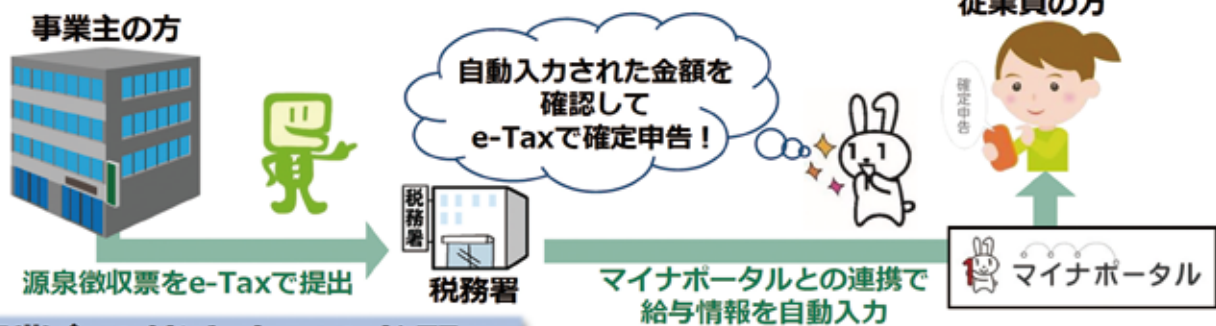 事業主の方
従業員の方
自動入力された金額を
確認して
e-Taxで確定申告！
確定申告
税務署
税務署
源泉徴収票をe-Taxで提出
マイナポータルとの連携で
給与情報を自動入力
マイナポータル